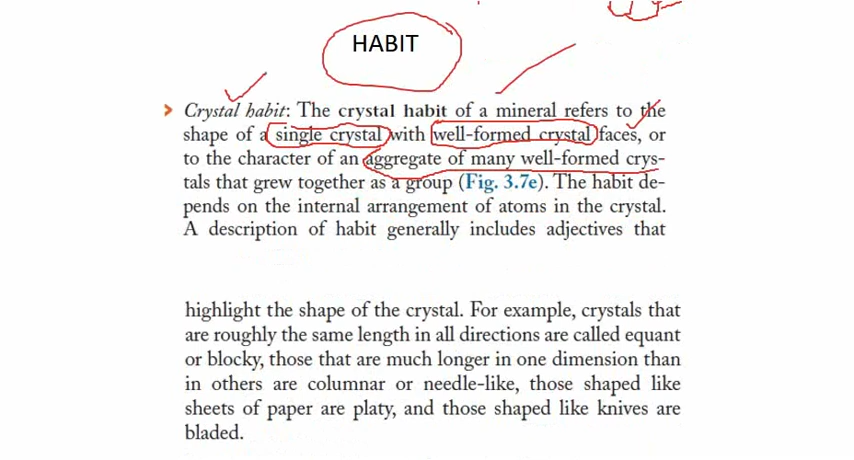 HABIT
> Crystal habit: The crystal habit of a mineral refers to the
shape of a single crystal with well-formed crystal faces, or
to the character of an aggregate of many well-formed crys-
tals that grew together as a group (Fig. 3.7e). The habit de-
pends on the internal arrangement of atoms in the crystal.
A description of habit generally includes adjectives that
highlight the shape of the crystal. For example, crystals that
are roughly the same length in all directions are called equant
or blocky, those that are much longer in one dimension than
in others are columnar or needle-like, those shaped like
sheets of paper are platy, and those shaped like knives are
bladed.